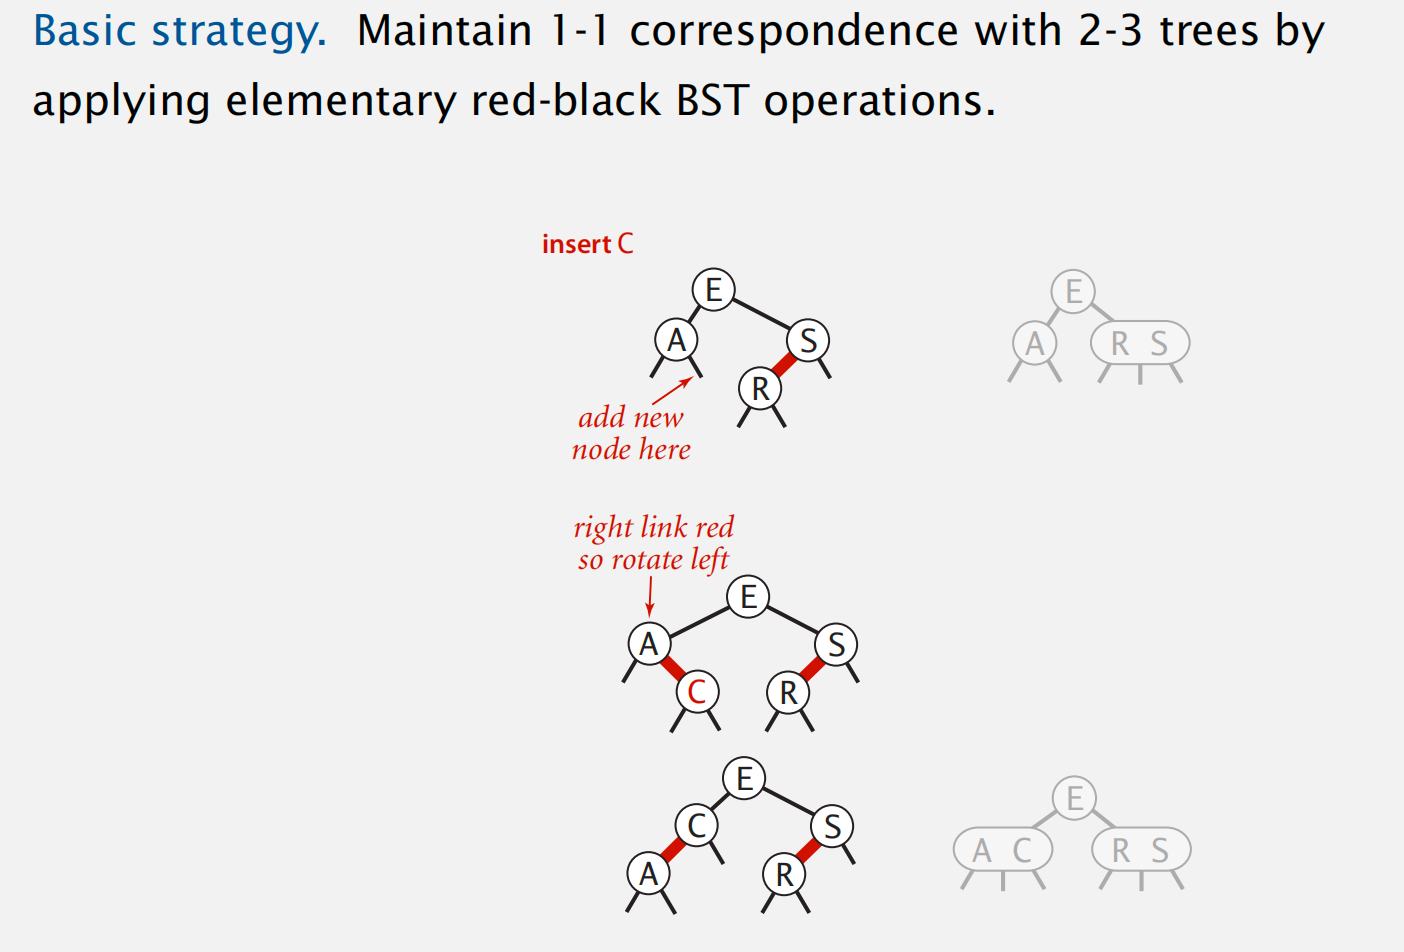 Basic strategy. Maintain 1-1 correspondence with 2-3 trees by
applying elementary red-black BST operations.
insert C
E
E
A
S
A
R S
R
add new
node here
right link red
so rotate left
E
A
S
C
R
E
E
C
S
A C
R S
A
R